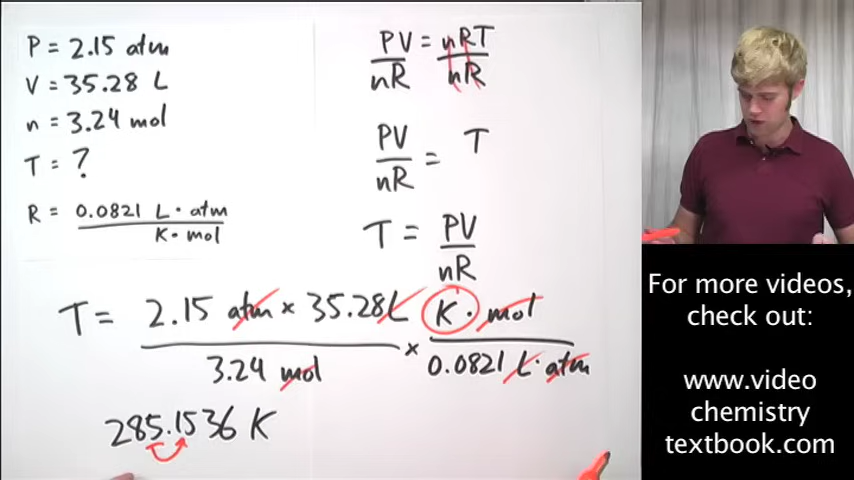 P = 2.15 atm
V = 35.28 L
n = 3.24 mol
T = ?
R = 0.0821 L · atm
K · mol
PV = nRT
nR nR
PV = T
nR
T = PV
nR
T = 2.15 atm × 35.28 L × K · mol
3.24 mol 0.0821 L · atm
285.1536 K
For more videos,
check out:
www.video
chemistry
textbook.com